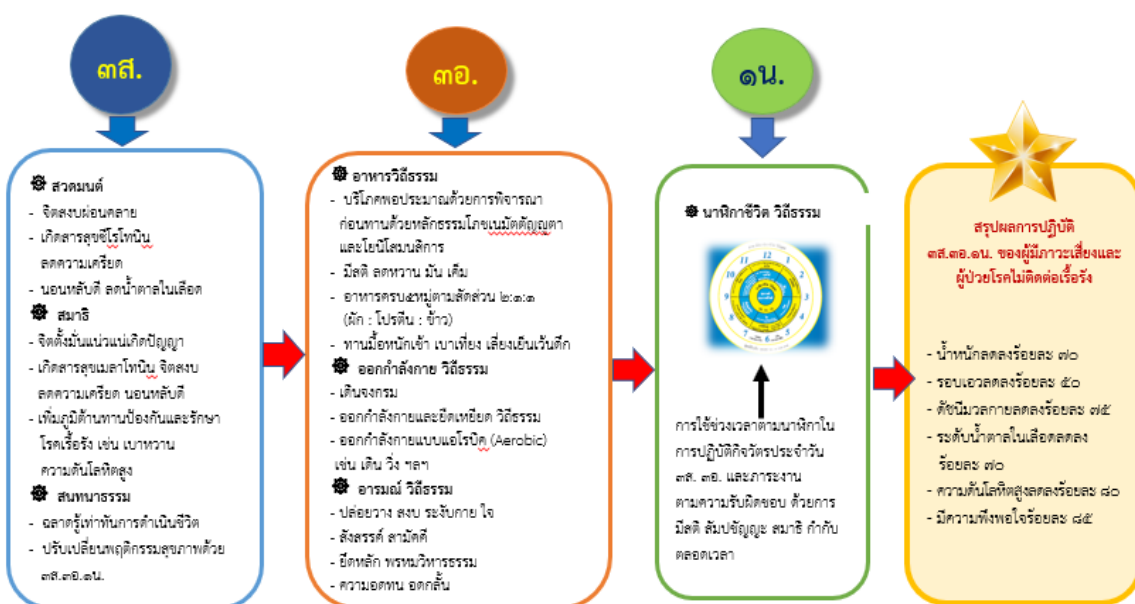 ๓ส.
☸ สวดมนต์
- จิตสงบผ่อนคลาย
- เกิดสารสุขซีโรโทนิน
ลดความเครียด
- นอนหลับดี ลดน้ำตาลในเลือด
☸ สมาธิ
- จิตตั้งมั่นแน่วแน่เกิดปัญญา
- เกิดสารสุขเมลาโทนิน จิตสงบ
ลดความเครียด นอนหลับดี
- เพิ่มภูมิต้านทานป้องกันและรักษา
โรคเรื้อรัง เช่น เบาหวาน
ความดันโลหิตสูง
☸ สนทนาธรรม
- ฉลาดรู้เท่าทันการดำเนินชีวิต
- ปรับเปลี่ยนพฤติกรรมสุขภาพด้วย
๓ส.๓อ.๑น.
๓อ.
☸ อาหารวิถีธรรม
- บริโภคพอประมาณด้วยการพิจารณา
ก่อนทานด้วยหลักธรรมโภชเนมัตตัญญุตา
และโยนิโสมนสิการ
- มีสติ ลดหวาน มัน เค็ม
- อาหารครบ๕หมู่ตามสัดส่วน ๒:๑:๑
(ผัก : โปรตีน : ข้าว)
- ทานมื้อหนักเช้า เบาเที่ยง เลี่ยงเย็นเว้นดึก
☸ ออกกำลังกาย วิถีธรรม
- เดินจงกรม
- ออกกำลังกายและยืดเหยียด วิถีธรรม
- ออกกำลังกายแบบแอโรบิค (Aerobic)
เช่น เดิน วิ่ง ฯลฯ
☸ อารมณ์ วิถีธรรม
- ปล่อยวาง สงบ ระงับกาย ใจ
- สังสรรค์ สามัคคี
- ยึดหลัก พรหมวิหารธรรม
- ความอดทน อดกลั้น
๑น.
☸ นาฬิกาชีวิต วิถีธรรม
12
1
2
3
4
5
6
7
8
9
10
11
การใช้ช่วงเวลาตามนาฬิกาใน
การปฏิบัติกิจวัตรประจำวัน
๓ส. ๓อ. และภาระงาน
ตามความรับผิดชอบ ด้วยการ
มีสติ สัมปชัญญะ สมาธิ กำกับ
ตลอดเวลา
สรุปผลการปฏิบัติ
๓ส.๓อ.๑น. ของผู้มีภาวะเสี่ยงและ
ผู้ป่วยโรคไม่ติดต่อเรื้อรัง
- น้ำหนักลดลงร้อยละ ๗๐
- รอบเอวลดลงร้อยละ ๕๐
- ดัชนีมวลกายลดลงร้อยละ ๗๕
- ระดับน้ำตาลในเลือดลดลง
ร้อยละ ๗๐
- ความดันโลหิตสูงลดลงร้อยละ ๘๐
- มีความพึงพอใจร้อยละ ๘๕